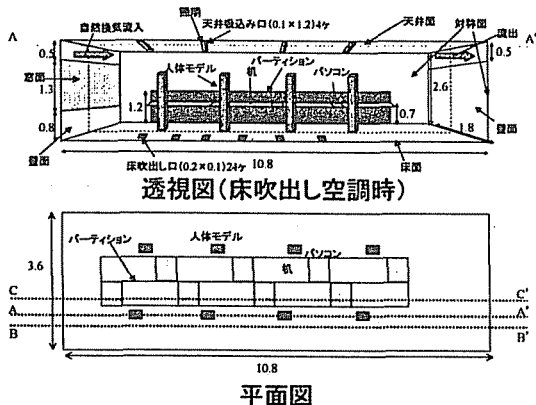 A 自然換気流入 照明 天井吸込み口(0.1×1.2)4ヶ 天井面 対称面 流出 A'
0.5 人体モデル パーティション 机 パソコン 0.5
窓面
1.3 1.2 2.6
0.7
0.8 1.8 壁面
壁面 床吹出し口(0.2×0.1)24ヶ 床面
10.8
透視図(床吹出し空調時)
パーティション 人体モデル パソコン
机
3.6
C C'
A A'
B B'
10.8
平面図